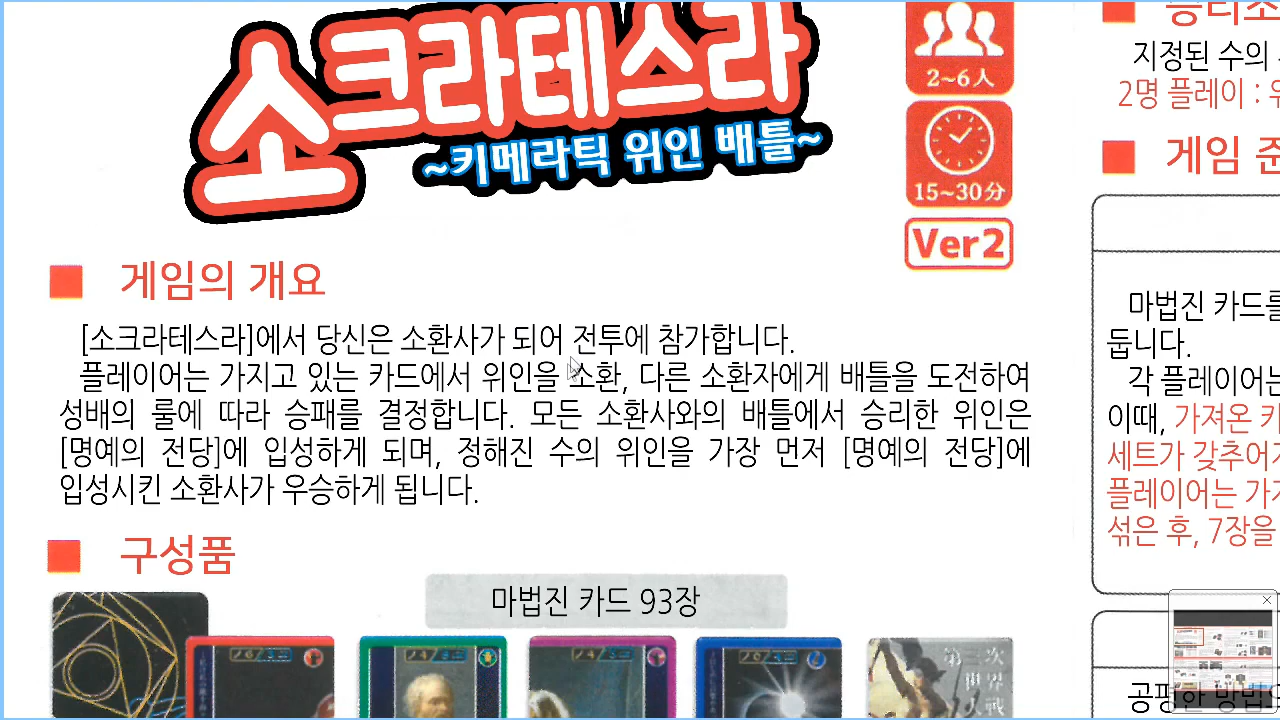 소크라테스라
~키메라틱 위인 배틀~
2~6人
15~30分
Ver2
게임의 개요
[소크라테스라]에서 당신은 소환사가 되어 전투에 참가합니다.
플레이어는 가지고 있는 카드에서 위인을 소환, 다른 소환자에게 배틀을 도전하여
성배의 룰에 따라 승패를 결정합니다. 모든 소환사와의 배틀에서 승리한 위인은
[명예의 전당]에 입성하게 되며, 정해진 수의 위인을 가장 먼저 [명예의 전당]에
입성시킨 소환사가 우승하게 됩니다.
구성품
마법진 카드 93장
第 次
世界
大戦
지정된 수의
2명 플레이 :
게임
마법진 카드를
둡니다.
각 플레이어는
이때, 가져온
세트가 갖추어
플레이어는
섞은 후, 7장을
공평한 방법